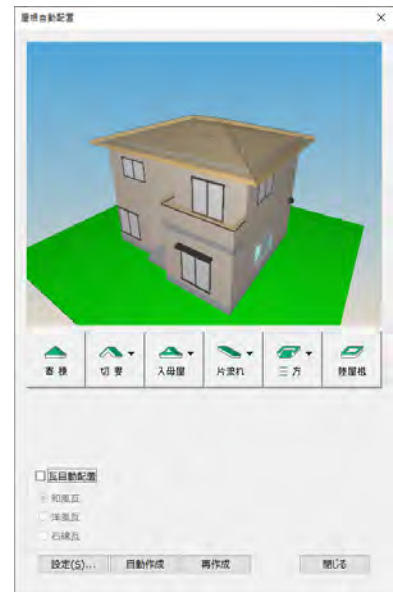 屋根自動配置
寄棟 切妻 入母屋 片流れ 三方 陸屋根
瓦自動配置
和風瓦
洋風瓦
石綿瓦
設定(S)... 自動作成 再作成 閉じる